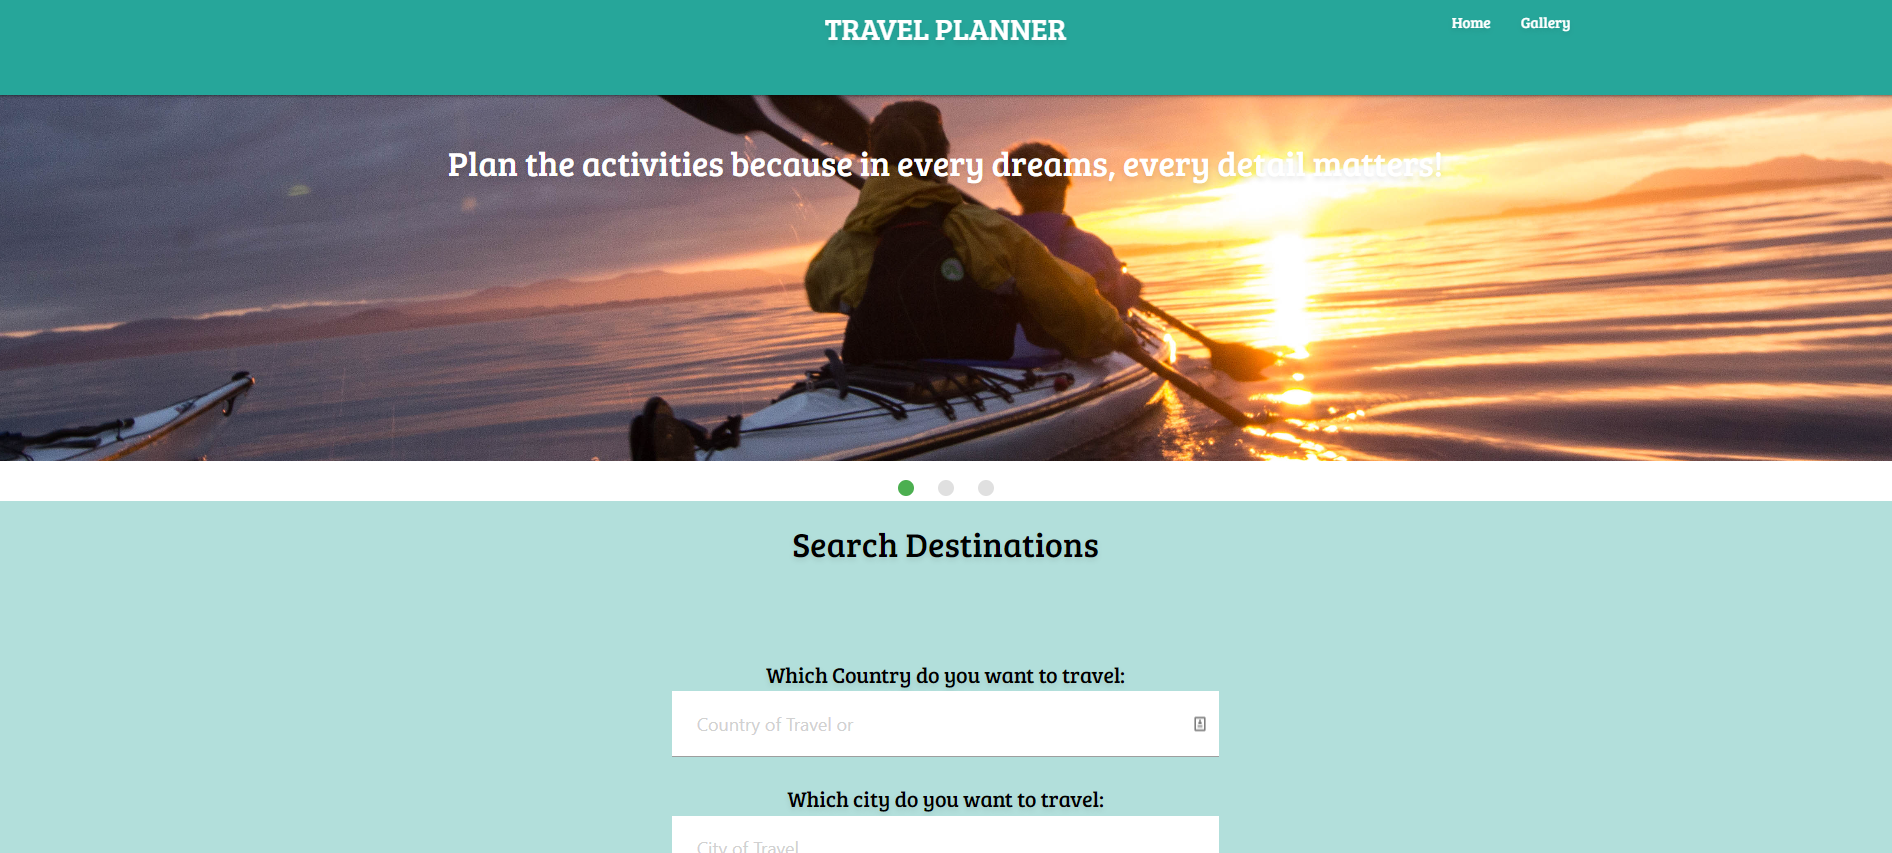 TRAVEL PLANNER
Home Gallery
Plan the activities because in every dreams, every detail matters!
Search Destinations
Which Country do you want to travel:
Country of Travel or
Which city do you want to travel:
City of Travel